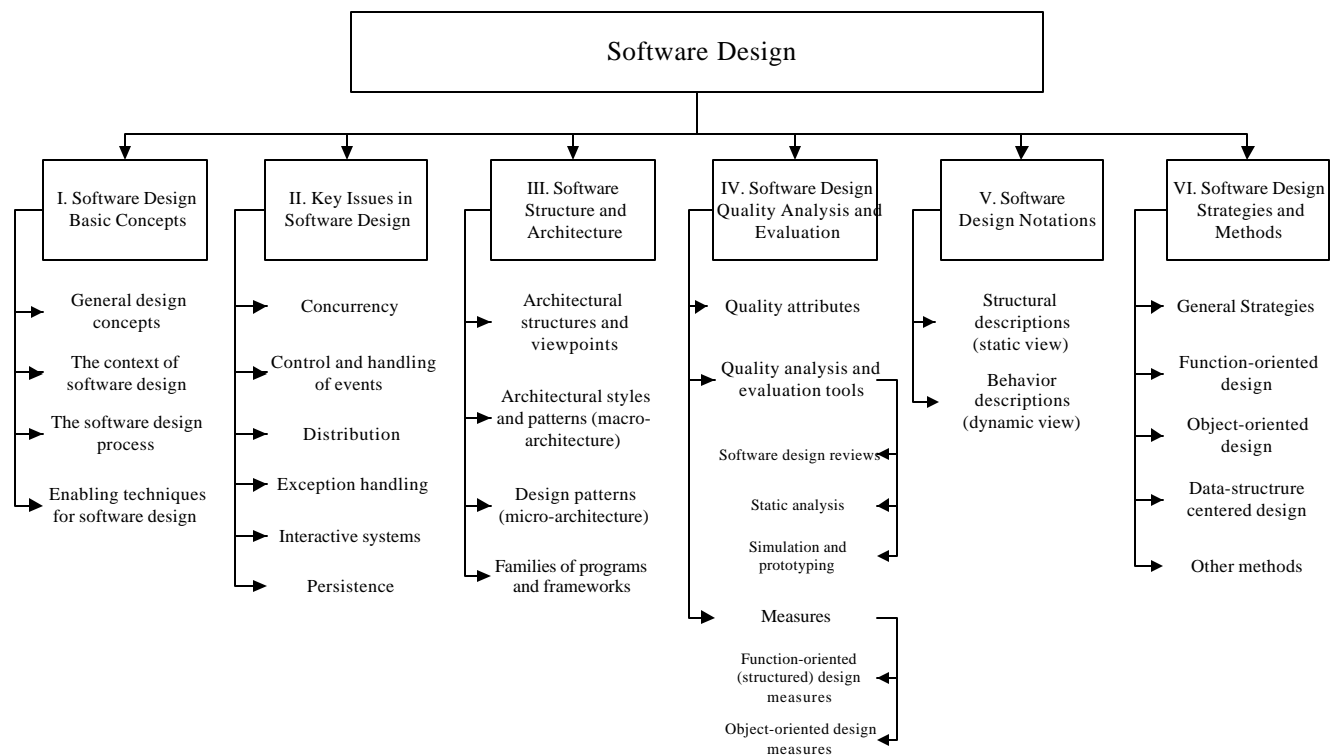 Software Design
I. Software Design
Basic Concepts
General design
concepts
The context of
software design
The software design
process
Enabling techniques
for software design
II. Key Issues in
Software Design
Concurrency
Control and handling
of events
Distribution
Exception handling
Interactive systems
Persistence
III. Software
Structure and
Architecture
Architectural
structures and
viewpoints
Architectural styles
and patterns (macro-
architecture)
Design patterns
(micro-architecture)
Families of programs
and frameworks
IV. Software Design
Quality Analysis and
Evaluation
Quality attributes
Quality analysis and
evaluation tools
Software design reviews
Static analysis
Simulation and
prototyping
Measures
Function-oriented
(structured) design
measures
Object-oriented design
measures
V. Software
Design Notations
Structural
descriptions
(static view)
Behavior
descriptions
(dynamic view)
VI. Software Design
Strategies and
Methods
General Strategies
Function-oriented
design
Object-oriented
design
Data-structrure
centered design
Other methods